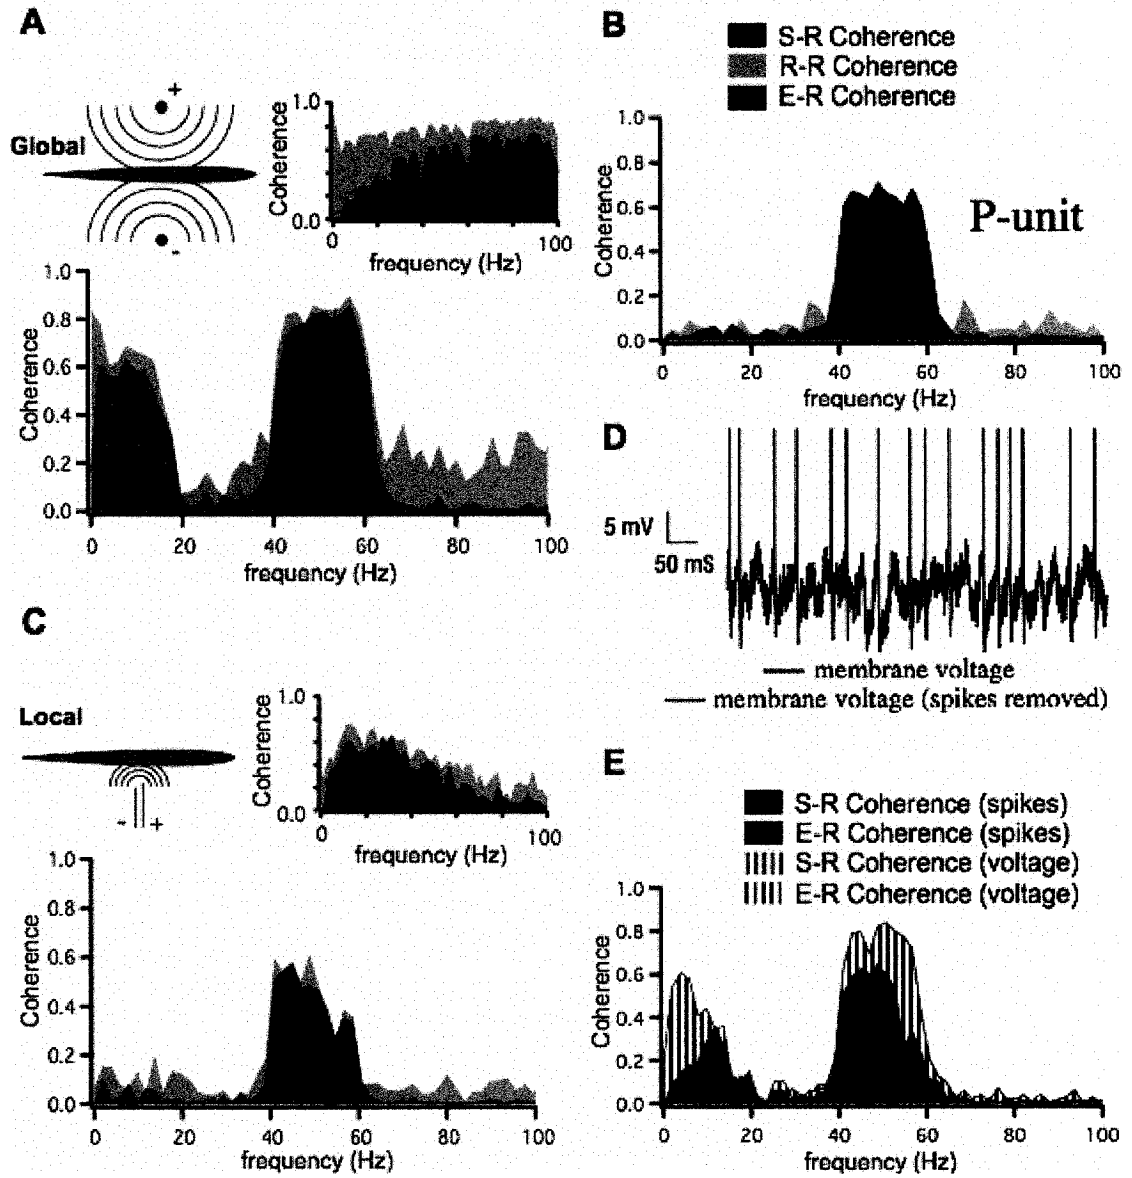 A
Global
+
-
Coherence
1.0
0.0
0
100
frequency (Hz)
Coherence
1.0
0.8
0.6
0.4
0.2
0.0
0 20 40 60 80 100
frequency (Hz)
B
S-R Coherence
R-R Coherence
E-R Coherence
P-unit
Coherence
1.0
0.8
0.6
0.4
0.2
0.0
0 20 40 60 80 100
frequency (Hz)
C
Local
- +
Coherence
1.0
0.0
0
100
frequency (Hz)
Coherence
1.0
0.8
0.6
0.4
0.2
0.0
0 20 40 60 80 100
frequency (Hz)
D
5 mV
50 mS
membrane voltage
membrane voltage (spikes removed)
E
S-R Coherence (spikes)
E-R Coherence (spikes)
S-R Coherence (voltage)
E-R Coherence (voltage)
Coherence
1.0
0.8
0.6
0.4
0.2
0.0
0 20 40 60 80 100
frequency (Hz)